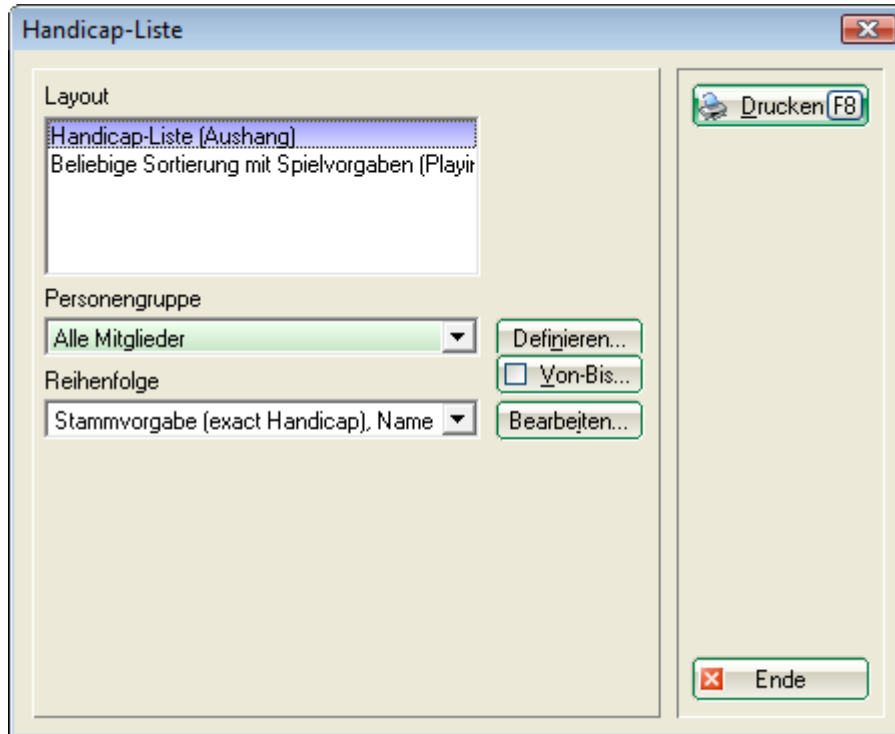 Handicap-Liste
Layout
Handicap-Liste (Aushang)
Beliebige Sortierung mit Spielvorgaben (Playin
Personengruppe
Alle Mitglieder
Definieren...
Von-Bis...
Reihenfolge
Stammvorgabe (exact Handicap), Name
Bearbeiten...
Drucken F8
Ende